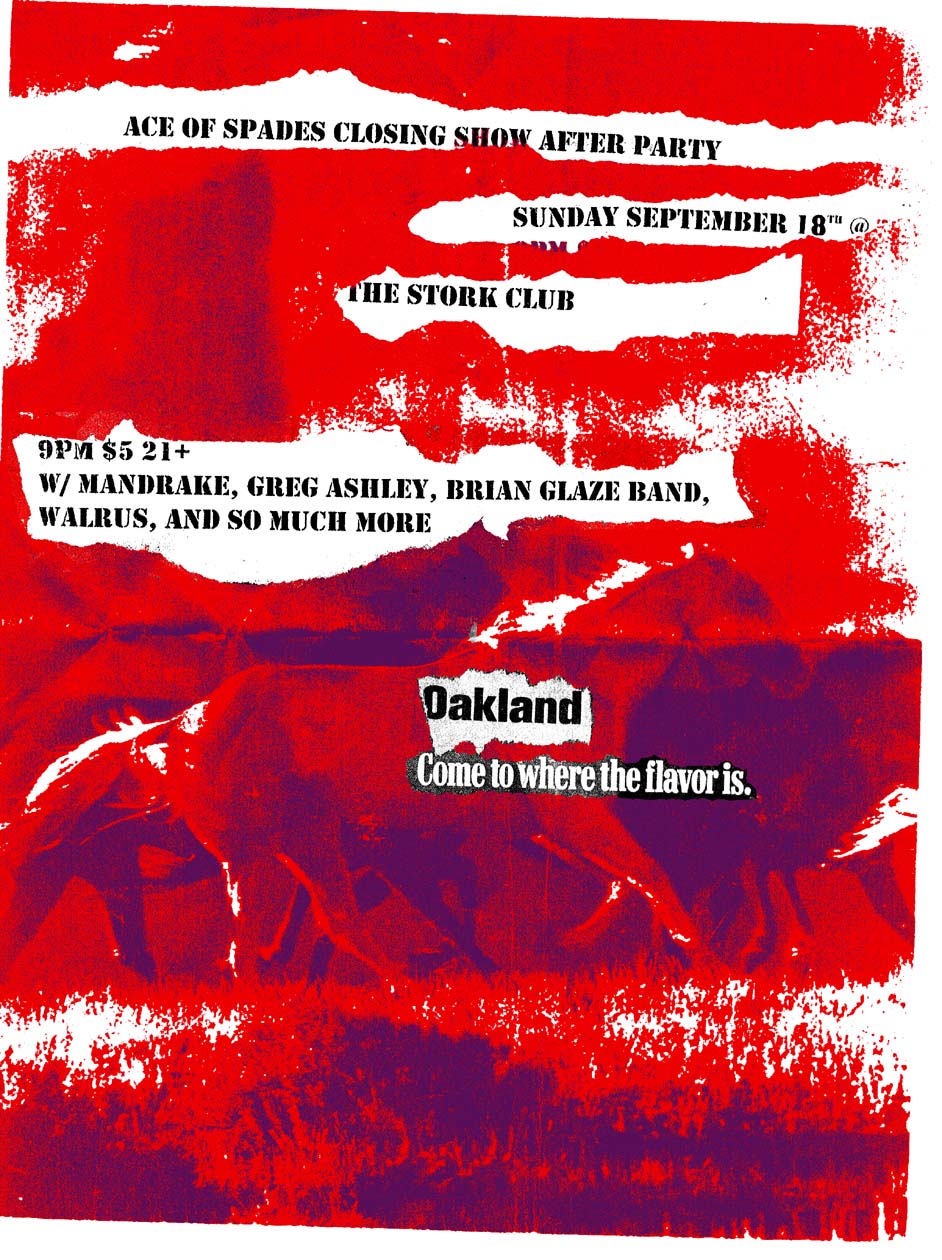 ACE OF SPADES CLOSING SHOW AFTER PARTY
SUNDAY SEPTEMBER 18TH @
THE STORK CLUB
9PM $5 21+
W/ MANDRAKE, GREG ASHLEY, BRIAN GLAZE BAND,
WALRUS, AND SO MUCH MORE
Oakland
Come to where the flavor is.